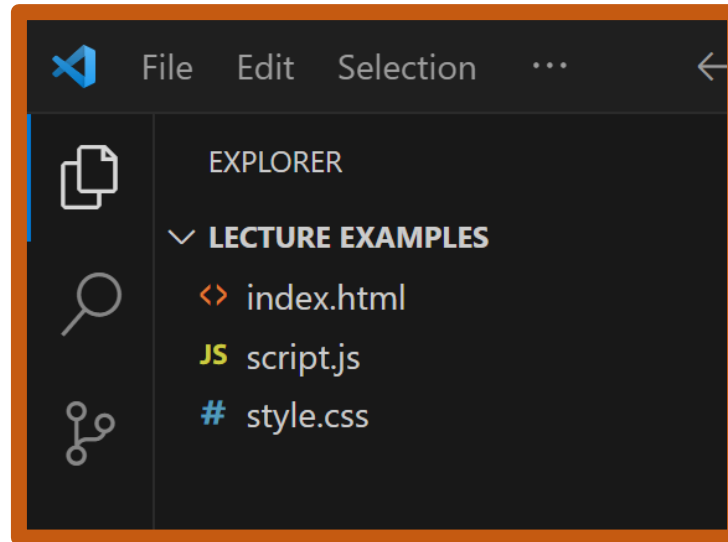 File Edit Selection ...
EXPLORER
LECTURE EXAMPLES
<> index.html
JS script.js
# style.css